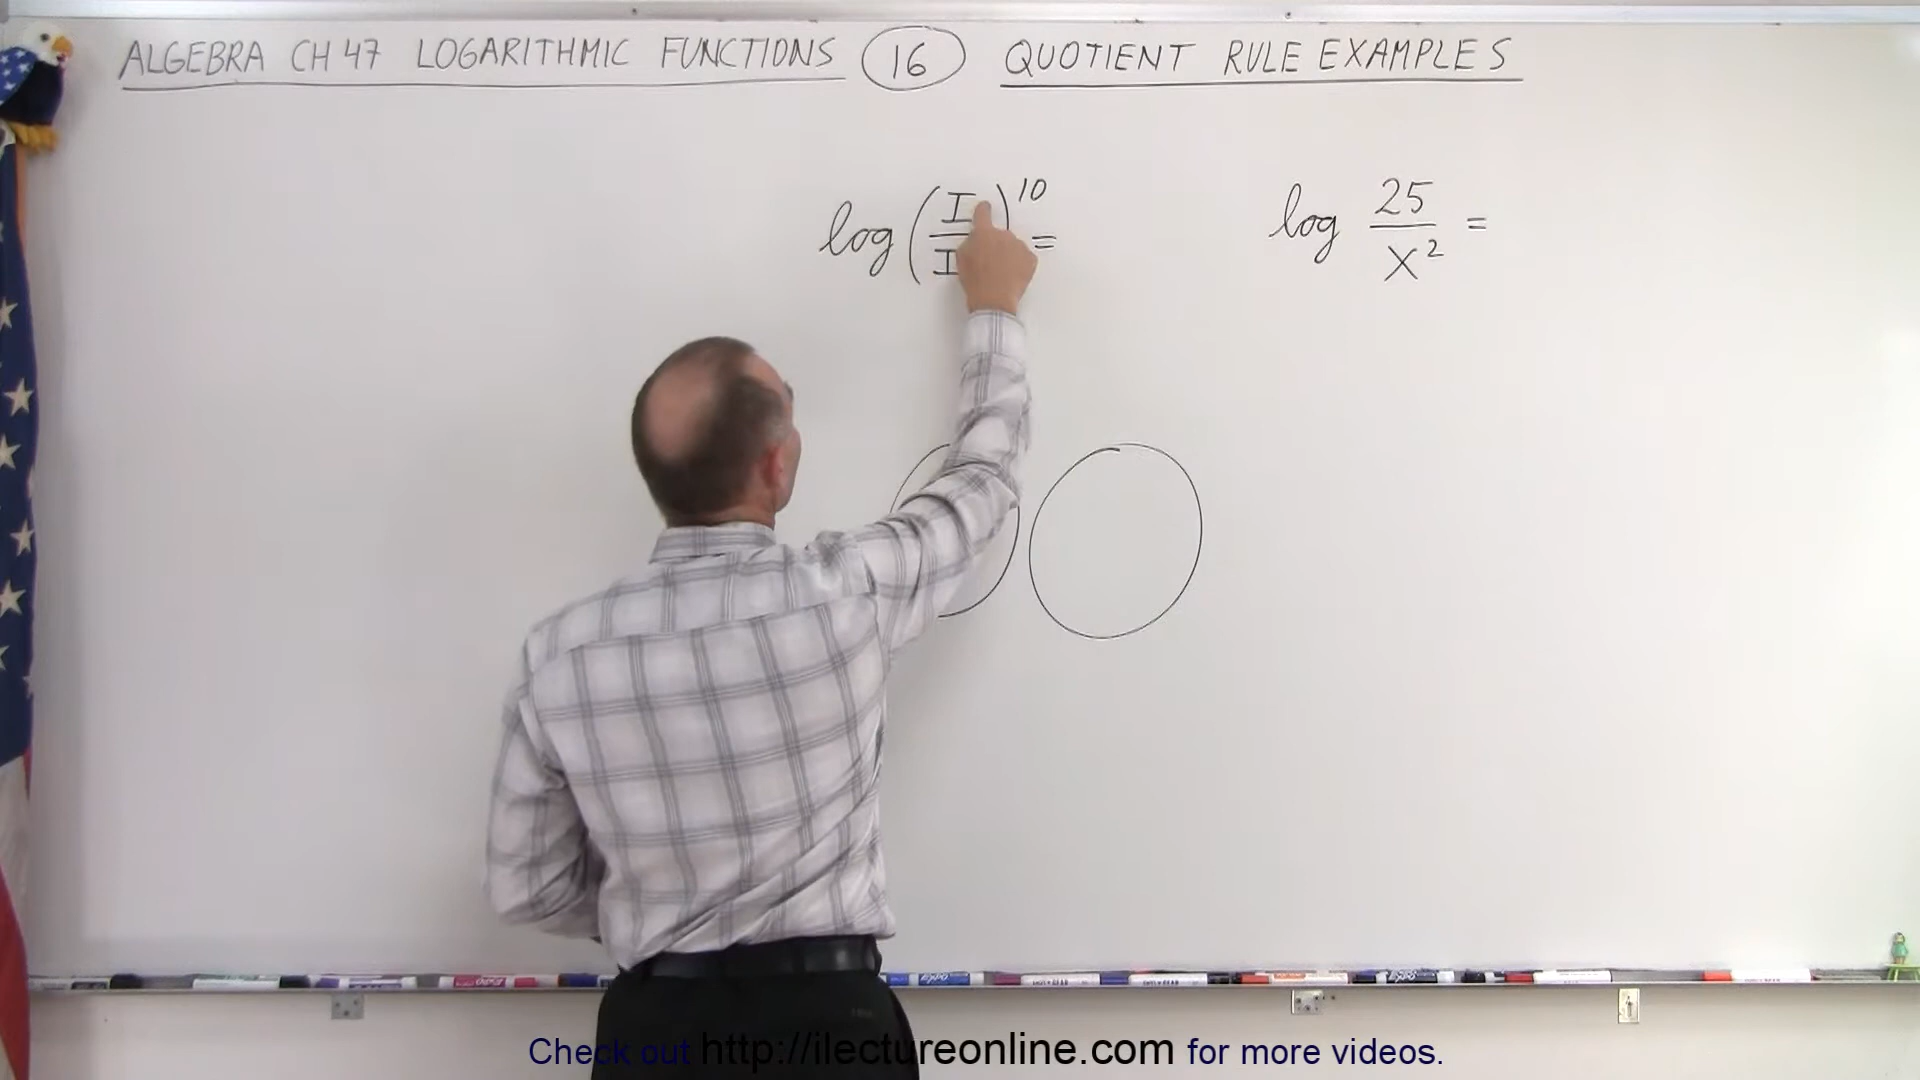 ALGEBRA CH 47 LOGARITHMIC FUNCTIONS 16 QUOTIENT RULE EXAMPLES
log (I/I)^10 =
log 25/x^2 =
Check out http://ilectureonline.com for more videos.